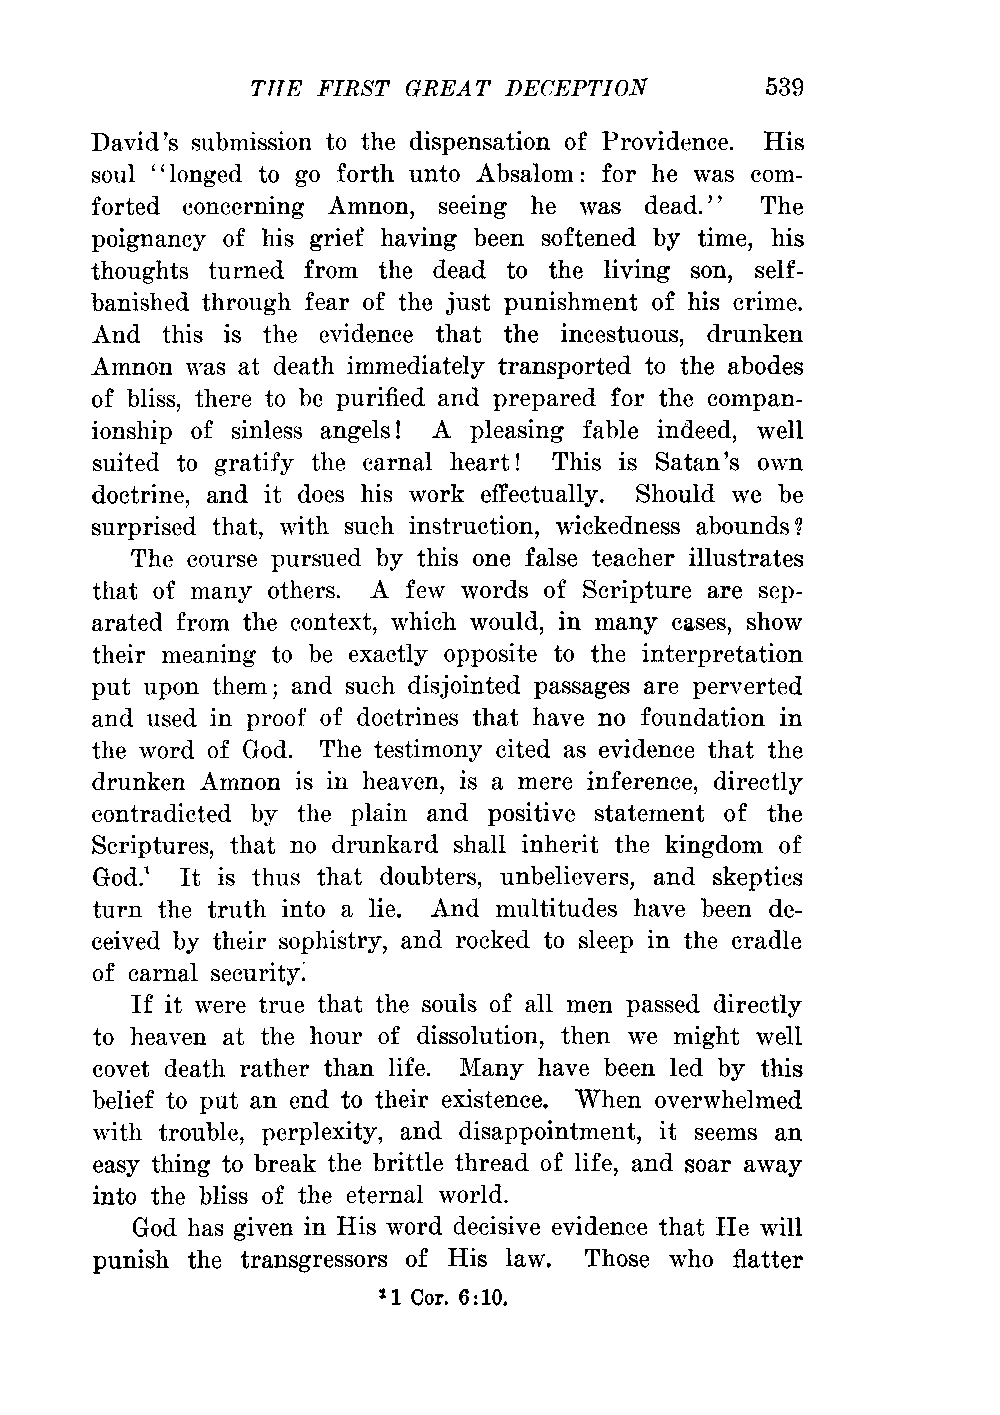 THE FIRST GREAT DECEPTION 539
David's submission to the dispensation of Providence. His
soul "longed to go forth unto Absalom: for he was com-
forted concerning Amnon, seeing he was dead." The
poignancy of his grief having been softened by time, his
thoughts turned from the dead to the living son, self-
banished through fear of the just punishment of his crime.
And this is the evidence that the incestuous, drunken
Amnon was at death immediately transported to the abodes
of bliss, there to be purified and prepared for the compan-
ionship of sinless angels! A pleasing fable indeed, well
suited to gratify the carnal heart! This is Satan's own
doctrine, and it does his work effectually. Should we be
surprised that, with such instruction, wickedness abounds?
The course pursued by this one false teacher illustrates
that of many others. A few words of Scripture are sep-
arated from the context, which would, in many cases, show
their meaning to be exactly opposite to the interpretation
put upon them; and such disjointed passages are perverted
and used in proof of doctrines that have no foundation in
the word of God. The testimony cited as evidence that the
drunken Amnon is in heaven, is a mere inference, directly
contradicted by the plain and positive statement of the
Scriptures, that no drunkard shall inherit the kingdom of
God.¹ It is thus that doubters, unbelievers, and skeptics
turn the truth into a lie. And multitudes have been de-
ceived by their sophistry, and rocked to sleep in the cradle
of carnal security.
If it were true that the souls of all men passed directly
to heaven at the hour of dissolution, then we might well
covet death rather than life. Many have been led by this
belief to put an end to their existence. When overwhelmed
with trouble, perplexity, and disappointment, it seems an
easy thing to break the brittle thread of life, and soar away
into the bliss of the eternal world.
God has given in His word decisive evidence that He will
punish the transgressors of His law. Those who flatter
¹ 1 Cor. 6:10.